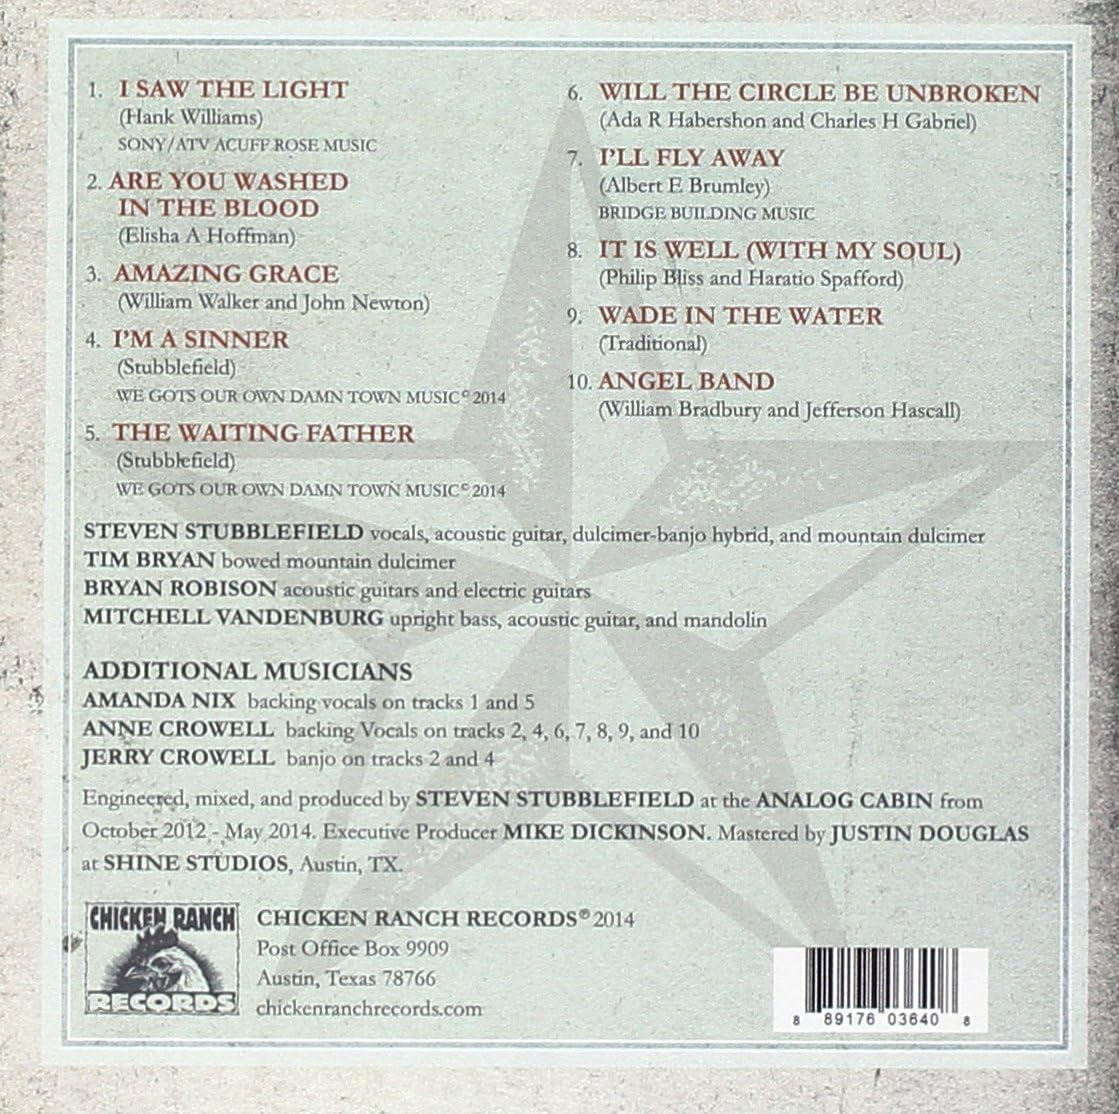 1. I SAW THE LIGHT
(Hank Williams)
SONY/ATV ACUFF ROSE MUSIC
2. ARE YOU WASHED
IN THE BLOOD
(Elisha A Hoffman)
3. AMAZING GRACE
(William Walker and John Newton)
4. I'M A SINNER
(Stubblefield)
WE GOTS OUR OWN DAMN TOWN MUSIC© 2014
5. THE WAITING FATHER
(Stubblefield)
WE GOTS OUR OWN DAMN TOWN MUSIC© 2014
6. WILL THE CIRCLE BE UNBROKEN
(Ada R Habershon and Charles H Gabriel)
7. I'LL FLY AWAY
(Albert E Brumley)
BRIDGE BUILDING MUSIC
8. IT IS WELL (WITH MY SOUL)
(Philip Bliss and Haratio Spafford)
9. WADE IN THE WATER
(Traditional)
10. ANGEL BAND
(William Bradbury and Jefferson Hascall)
STEVEN STUBBLEFIELD vocals, acoustic guitar, dulcimer-banjo hybrid, and mountain dulcimer
TIM BRYAN bowed mountain dulcimer
BRYAN ROBISON acoustic guitars and electric guitars
MITCHELL VANDENBURG upright bass, acoustic guitar, and mandolin
ADDITIONAL MUSICIANS
AMANDA NIX backing vocals on tracks 1 and 5
ANNE CROWELL backing Vocals on tracks 2, 4, 6, 7, 8, 9, and 10
JERRY CROWELL banjo on tracks 2 and 4
Engineered, mixed, and produced by STEVEN STUBBLEFIELD at the ANALOG CABIN from
October 2012 - May 2014. Executive Producer MIKE DICKINSON. Mastered by JUSTIN DOUGLAS
at SHINE STUDIOS, Austin, TX.
CHICKEN RANCH
RECORDS
CHICKEN RANCH RECORDS® 2014
Post Office Box 9909
Austin, Texas 78766
chickenranchrecords.com
8 89176 03640 8